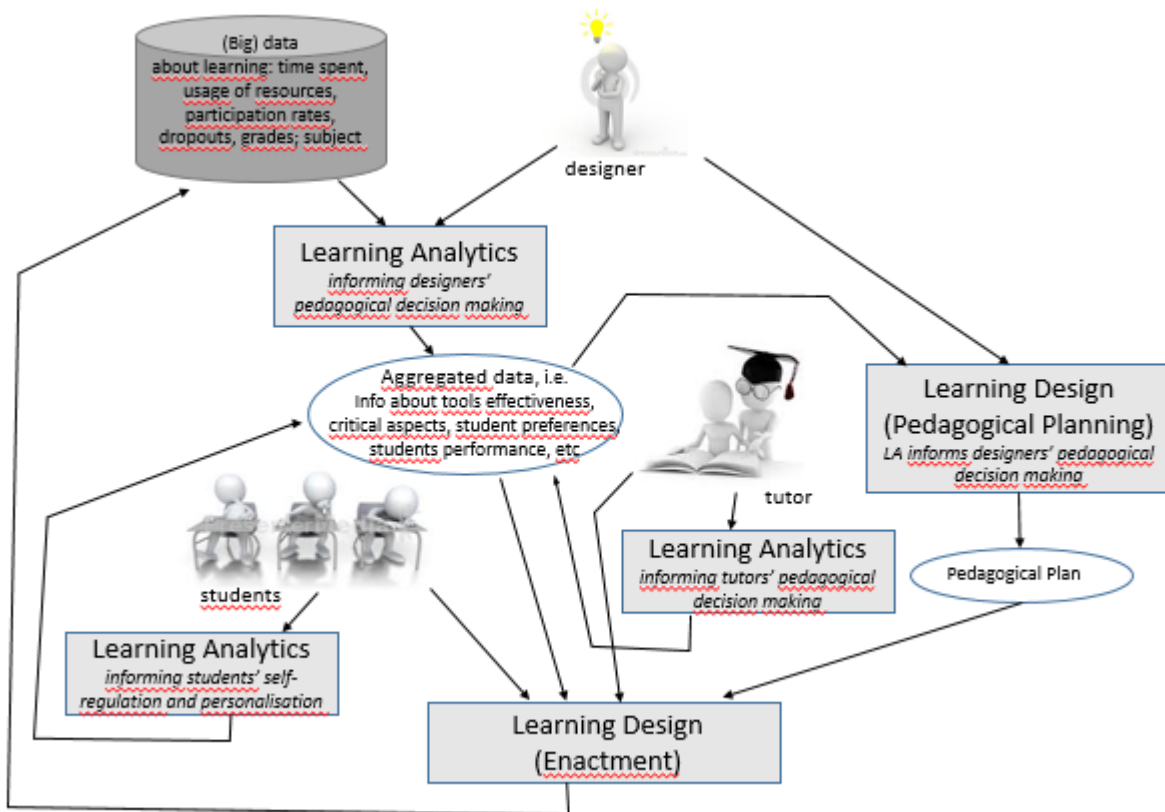 (Big) data
about learning: time spent,
usage of resources,
participation rates,
dropouts, grades; subject
designer
Learning Analytics
informing designers'
pedagogical decision making
Aggregated data, i.e.
Info about tools effectiveness,
critical aspects, student preferences,
students performance, etc
tutor
Learning Design
(Pedagogical Planning)
LA informs designers' pedagogical
decision making
students
Learning Analytics
informing tutors' pedagogical
decision making
Pedagogical Plan
Learning Analytics
informing students' self-
regulation and personalisation
Learning Design
(Enactment)